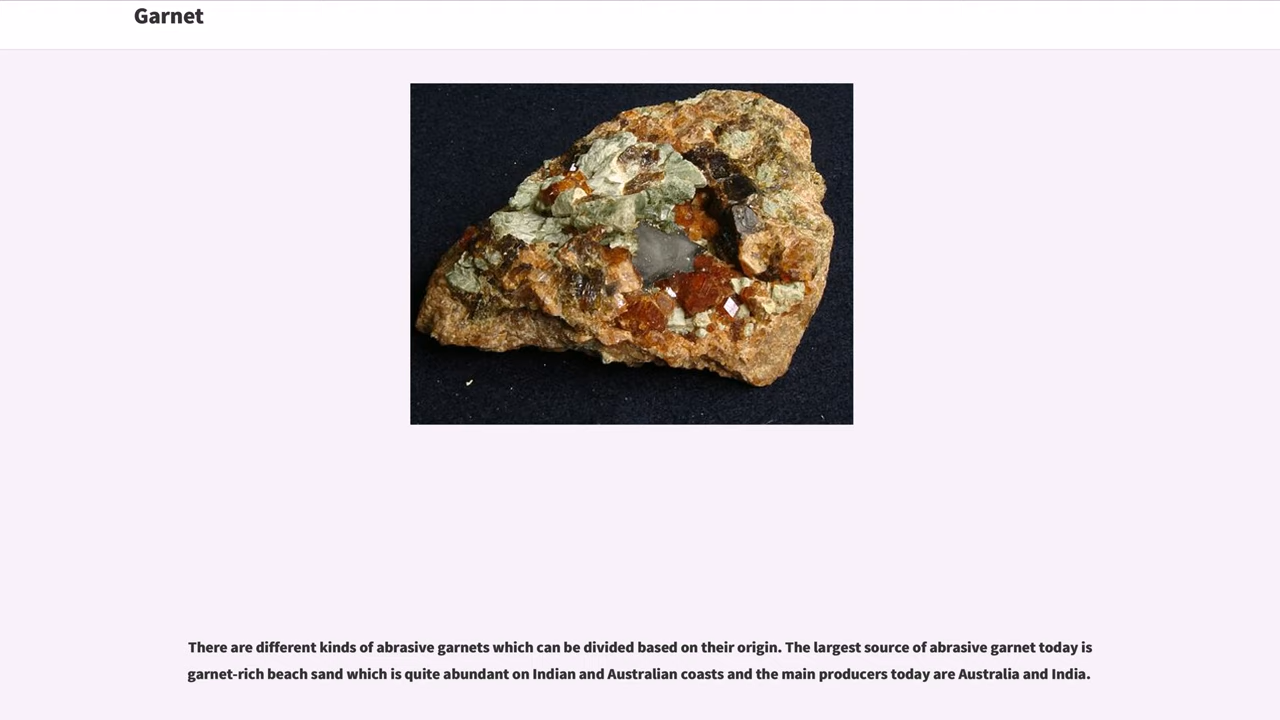 Garnet
There are different kinds of abrasive garnets which can be divided based on their origin. The largest source of abrasive garnet today is
garnet-rich beach sand which is quite abundant on Indian and Australian coasts and the main producers today are Australia and India.